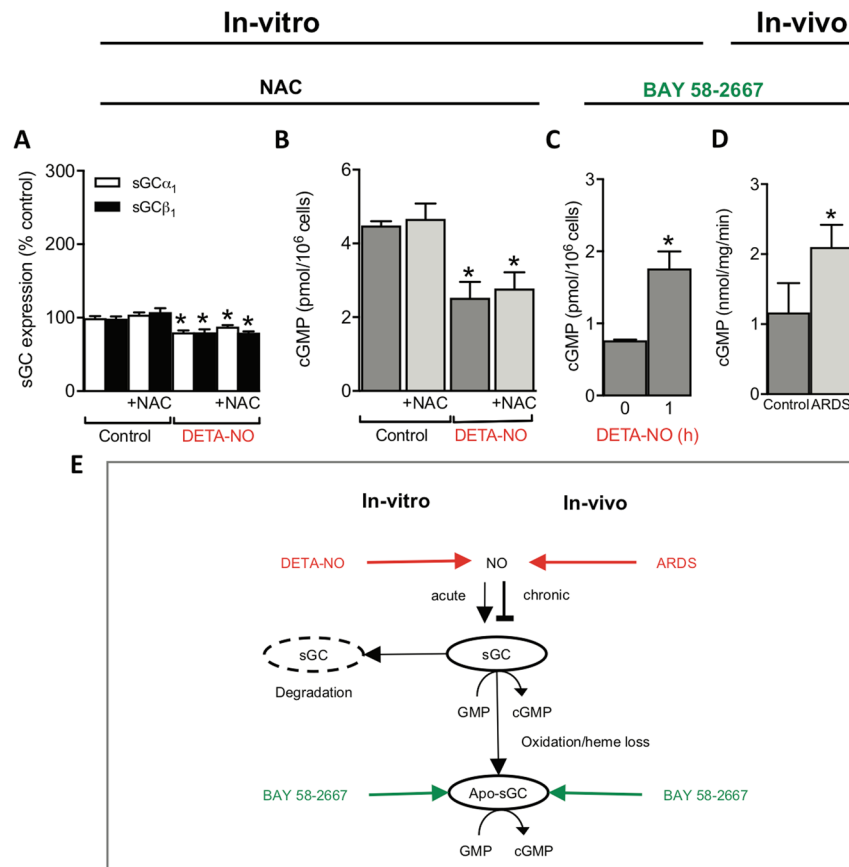 In-vitro In-vivo
NAC BAY 58-2667
A B C D
300
200
100
0
sGC expression (% control)
sGCα1
sGCβ1
* * * *
+NAC +NAC
Control DETA-NO
6
4
2
0
cGMP (pmol/10⁶ cells)
* *
+NAC +NAC
Control DETA-NO
3
2
1
0
cGMP (pmol/10⁶ cells)
*
0 1
DETA-NO (h)
3
2
1
0
cGMP (nmol/mg/min)
*
Control ARDS
E
In-vitro In-vivo
DETA-NO NO ARDS
acute chronic
sGC sGC
Degradation
GMP cGMP
Oxidation/heme loss
BAY 58-2667 Apo-sGC BAY 58-2667
GMP cGMP